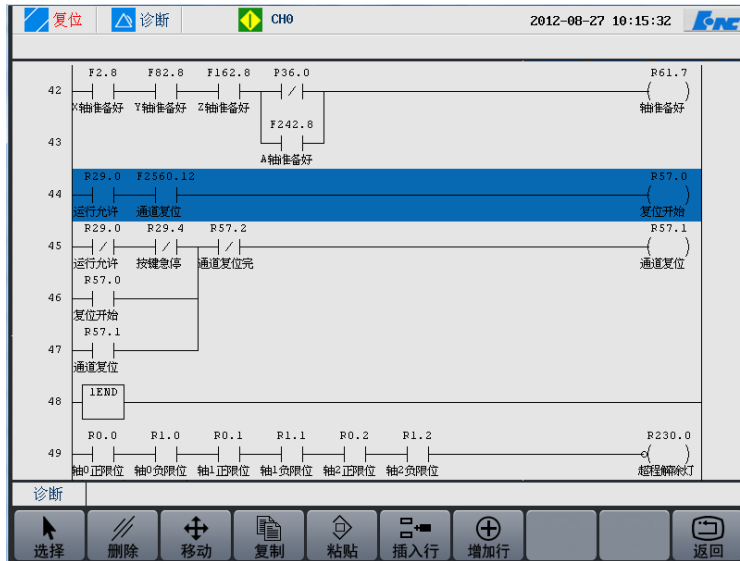 复位 诊断 CH0 2012-08-27 10:15:32 HNC
F2.8 F82.8 F162.8 P36.0 R61.7
42
X轴准备好 Y轴准备好 Z轴准备好 轴准备好
F242.8
43
A轴准备好
R29.0 F2560.12 R57.0
44
运行允许 通道复位 复位开始
R29.0 R29.4 R57.2 R57.1
45
运行允许 按键急停 通道复位完 通道复位
R57.0
46
复位开始
R57.1
47
通道复位
1END
48
R0.0 R1.0 R0.1 R1.1 R0.2 R1.2 R230.0
49
轴0正限位 轴0负限位 轴1正限位 轴1负限位 轴2正限位 轴2负限位 超程解除灯
诊断
选择 删除 移动 复制 粘贴 插入行 增加行 返回